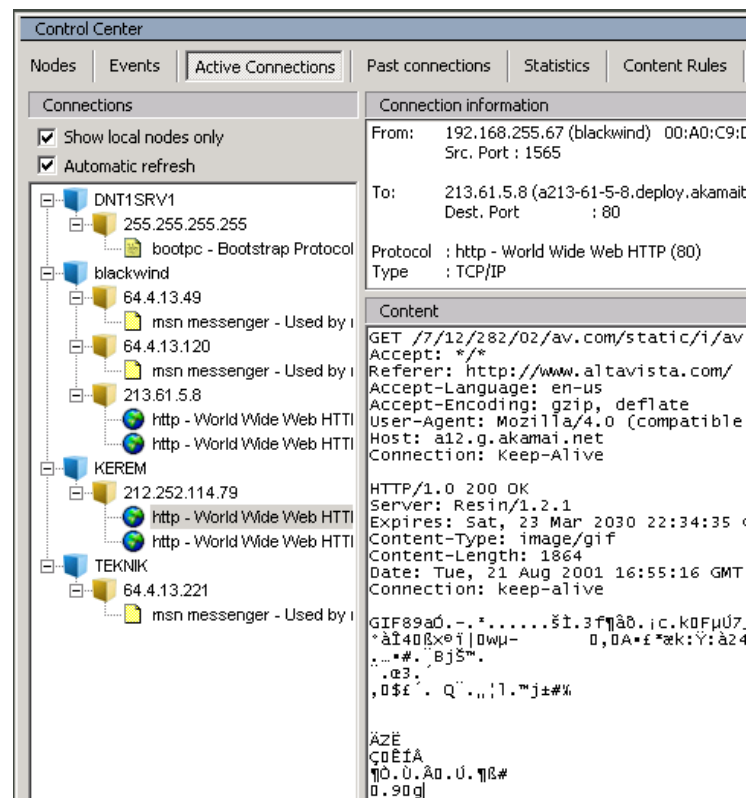 Control Center
Nodes Events Active Connections Past connections Statistics Content Rules
Connections
Show local nodes only
Automatic refresh
DNT1SRV1
255.255.255.255
bootpc - Bootstrap Protocol
blackwind
64.4.13.49
msn messenger - Used by
64.4.13.120
msn messenger - Used by
213.61.5.8
http - World Wide Web HTT
http - World Wide Web HTT
KEREM
212.252.114.79
http - World Wide Web HTT
http - World Wide Web HTT
TEKNIK
64.4.13.221
msn messenger - Used by
Connection information
From: 192.168.255.67 (blackwind) 00:A0:C9:
Src. Port : 1565
To: 213.61.5.8 (a213-61-5-8.deploy.akamait
Dest. Port : 80
Protocol : http - World Wide Web HTTP (80)
Type : TCP/IP
Content
GET /7/12/282/02/av.com/static/i/av
Accept: */*
Referer: http://www.altavista.com/
Accept-Language: en-us
Accept-Encoding: gzip, deflate
User-Agent: Mozilla/4.0 (compatible
Host: a12.g.akamai.net
Connection: Keep-Alive
HTTP/1.0 200 OK
Server: Resin/1.2.1
Expires: Sat, 23 Mar 2030 22:34:35
Content-Type: image/gif
Content-Length: 1864
Date: Tue, 21 Aug 2001 16:55:16 GMT
Connection: keep-alive